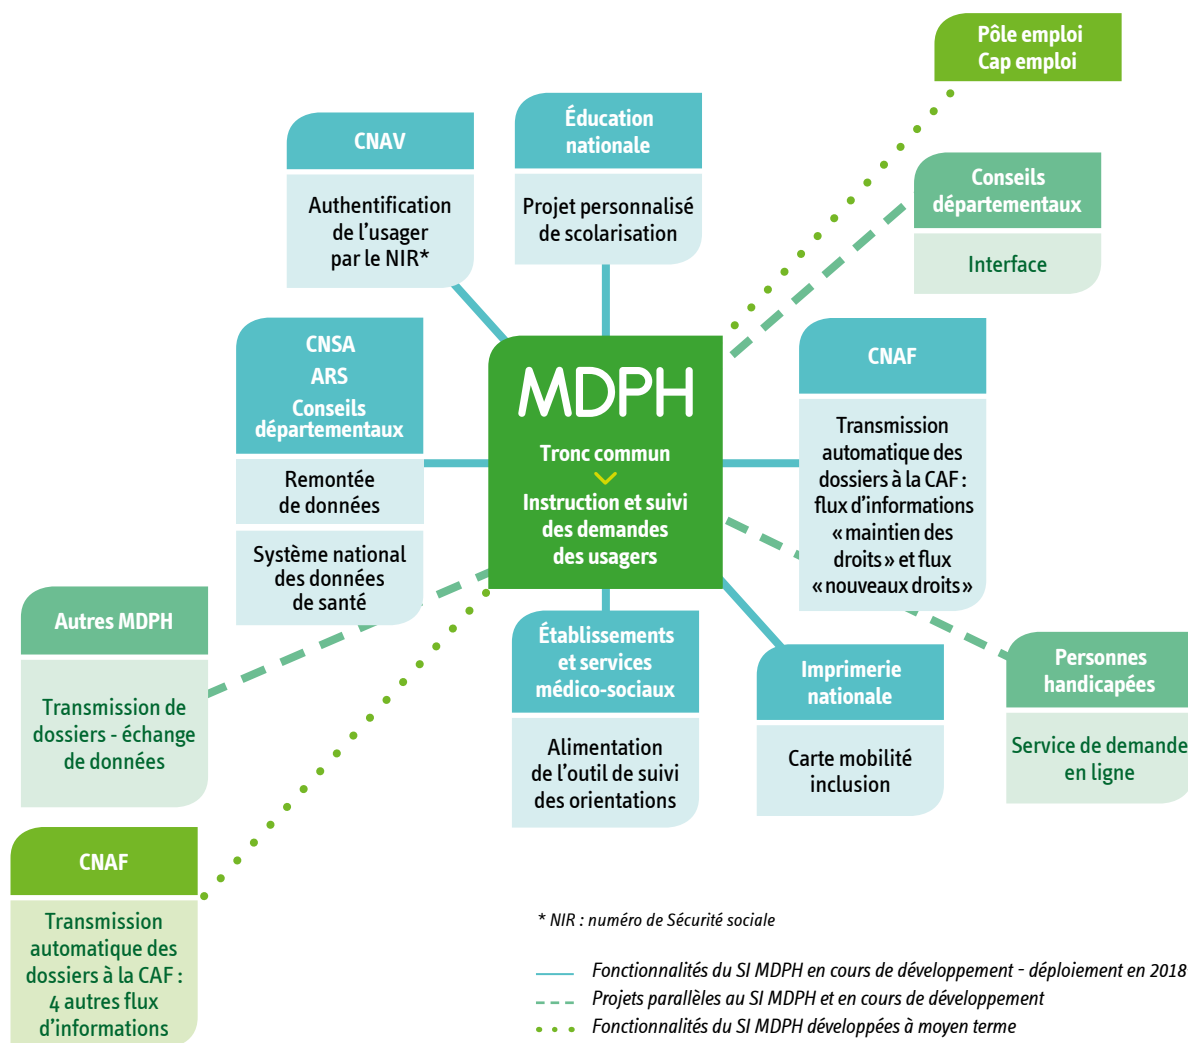 Pôle emploi
Cap emploi
CNAV
Authentification
de l’usager
par le NIR*
Éducation
nationale
Projet personnalisé
de scolarisation
Conseils
départementaux
Interface
CNSA
ARS
Conseils
départementaux
Remontée
de données
Système national
des données
de santé
MDPH
Tronc commun
Instruction et suivi
des demandes
des usagers
CNAF
Transmission
automatique des
dossiers à la CAF :
flux d’informations
« maintien des
droits » et flux
« nouveaux droits »
Autres MDPH
Transmission de
dossiers - échange
de données
Établissements
et services
médico-sociaux
Alimentation
de l’outil de suivi
des orientations
Imprimerie
nationale
Carte mobilité
inclusion
Personnes
handicapées
Service de demande
en ligne
CNAF
Transmission
automatique des
dossiers à la CAF :
4 autres flux
d’informations
* NIR : numéro de Sécurité sociale
Fonctionnalités du SI MDPH en cours de développement - déploiement en 2018
Projets parallèles au SI MDPH et en cours de développement
Fonctionnalités du SI MDPH développées à moyen terme